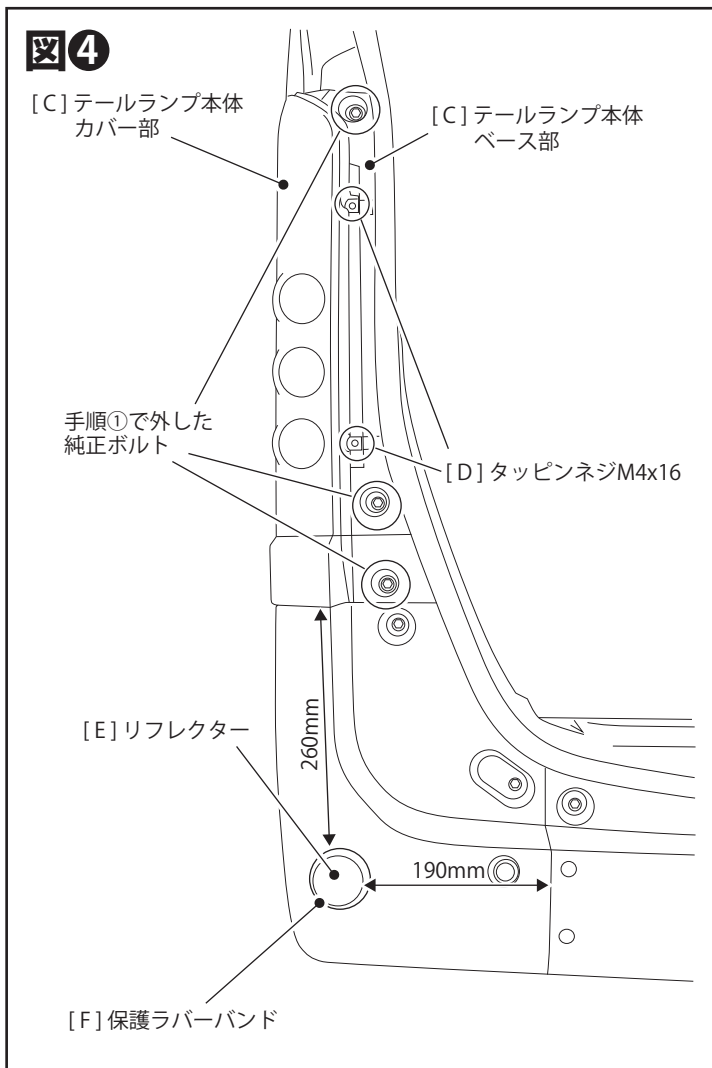 図❹
[C]テールランプ本体
カバー部
[C]テールランプ本体
ベース部
手順①で外した
純正ボルト
[D]タッピンネジM4x16
[E]リフレクター
260mm
190mm
[F]保護ラバーバンド